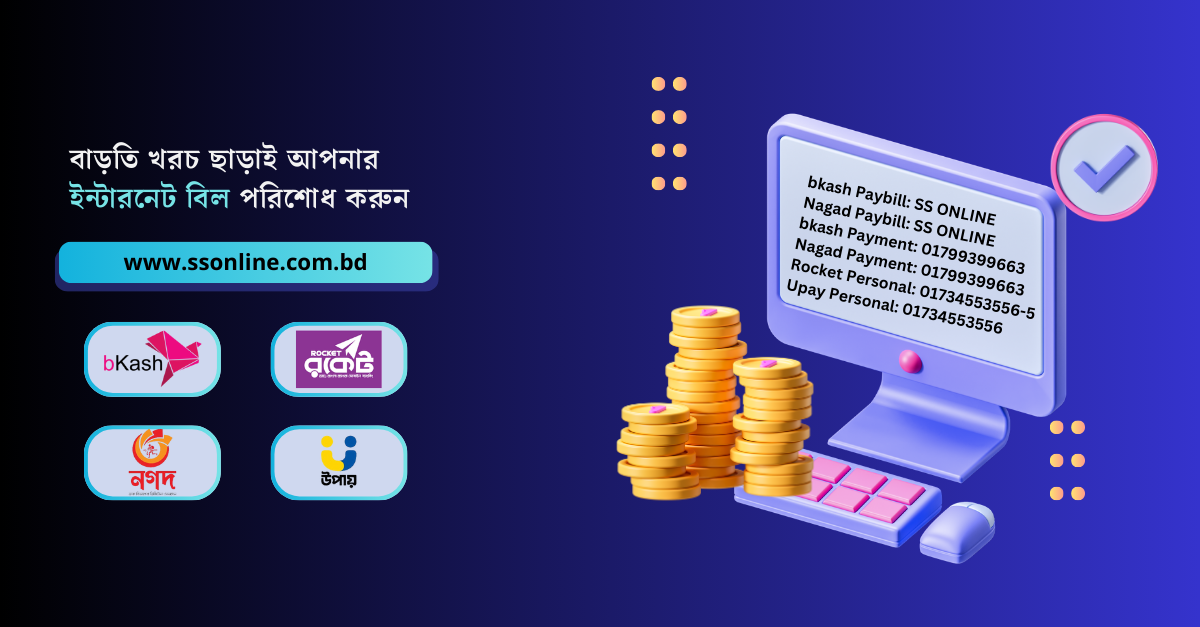 বাড়তি খরচ ছাড়াই আপনার
ইন্টারনেট বিল পরিশোধ করুন
www.ssonline.com.bd
bKash
ROCKET
রকেট
নগদ
উপায়
bkash Paybill: SS ONLINE
Nagad Paybill: SS ONLINE
bkash Payment: 01799399663
Nagad Payment: 01799399663
Rocket Personal: 01734553556-5
Upay Personal: 01734553556